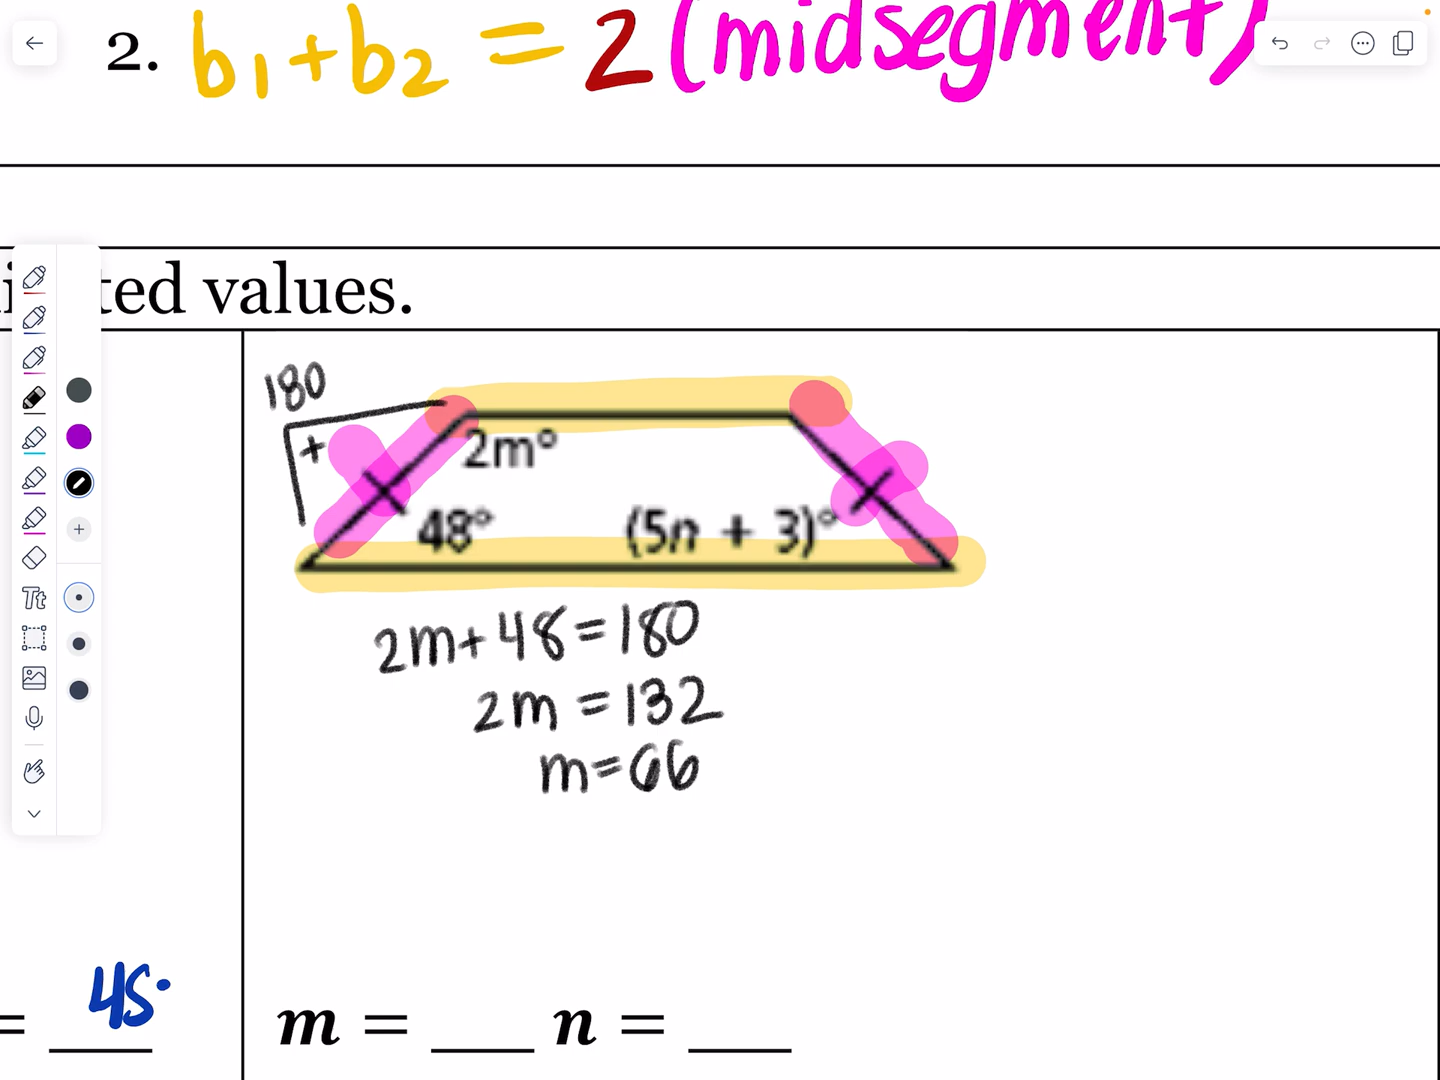 2. b1+b2 = 2(midsegment)
ted values.
180
+
2m°
48° (5n + 3)°
2m+48=180
2m=132
m=66
= 45°
m = ___ n = ___
Tt